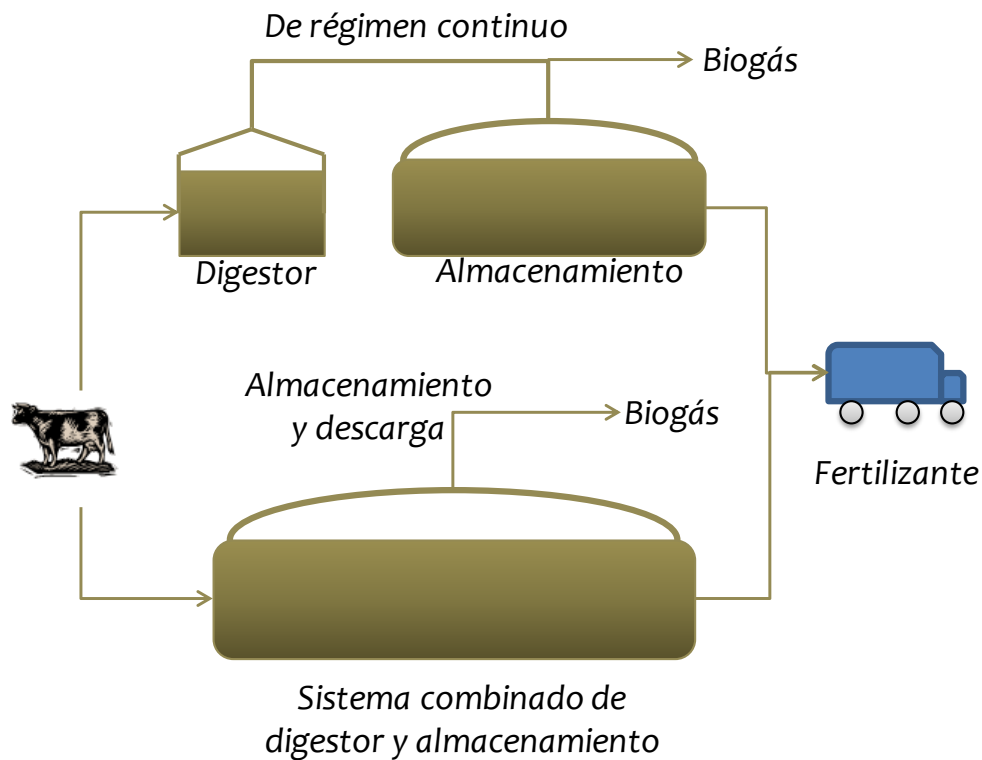 De régimen continuo
Biogás
Digestor
Almacenamiento
Almacenamiento
y descarga
Biogás
Fertilizante
Sistema combinado de
digestor y almacenamiento